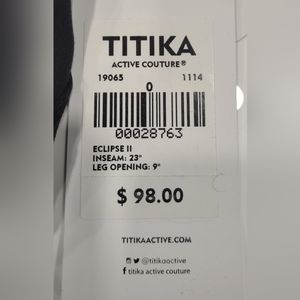 TITIKA
ACTIVE COUTURE®
19065 1114
0
00028763
ECLIPSE II
INSEAM: 23"
LEG OPENING: 9"
$ 98.00
TITIKAACTIVE.COM
@titikaactive
titika active couture